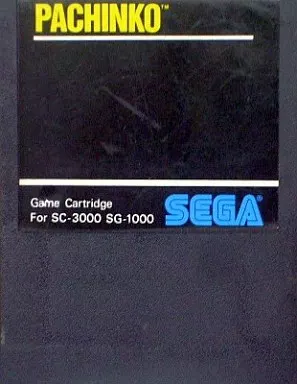 PACHINKO™
Game Cartridge
For SC-3000 SG-1000
SEGA®